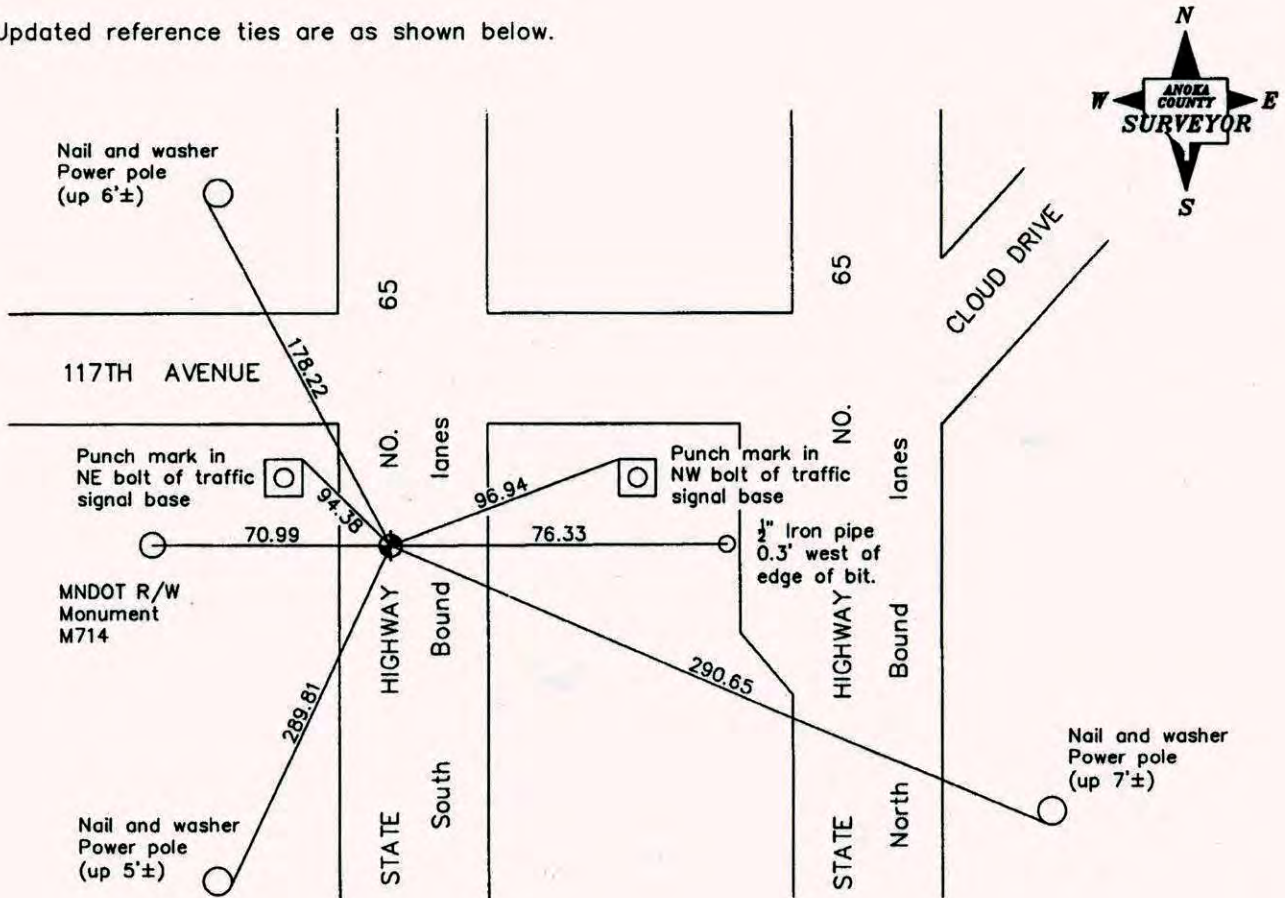 Updated reference ties are as shown below.
N
W
ANOKA
COUNTY
E
SURVEYOR
S
Nail and washer
Power pole
(up 6'±)
65
65
CLOUD DRIVE
178.22
117TH AVENUE
NO.
lanes
NO.
lanes
Punch mark in
NE bolt of traffic
signal base
94.38
96.94
Punch mark in
NW bolt of traffic
signal base
70.99
76.33
½" Iron pipe
0.3' west of
edge of bit.
MNDOT R/W
Monument
M714
HIGHWAY
Bound
HIGHWAY
Bound
289.81
290.65
Nail and washer
Power pole
(up 7'±)
Nail and washer
Power pole
(up 5'±)
STATE
South
STATE
North